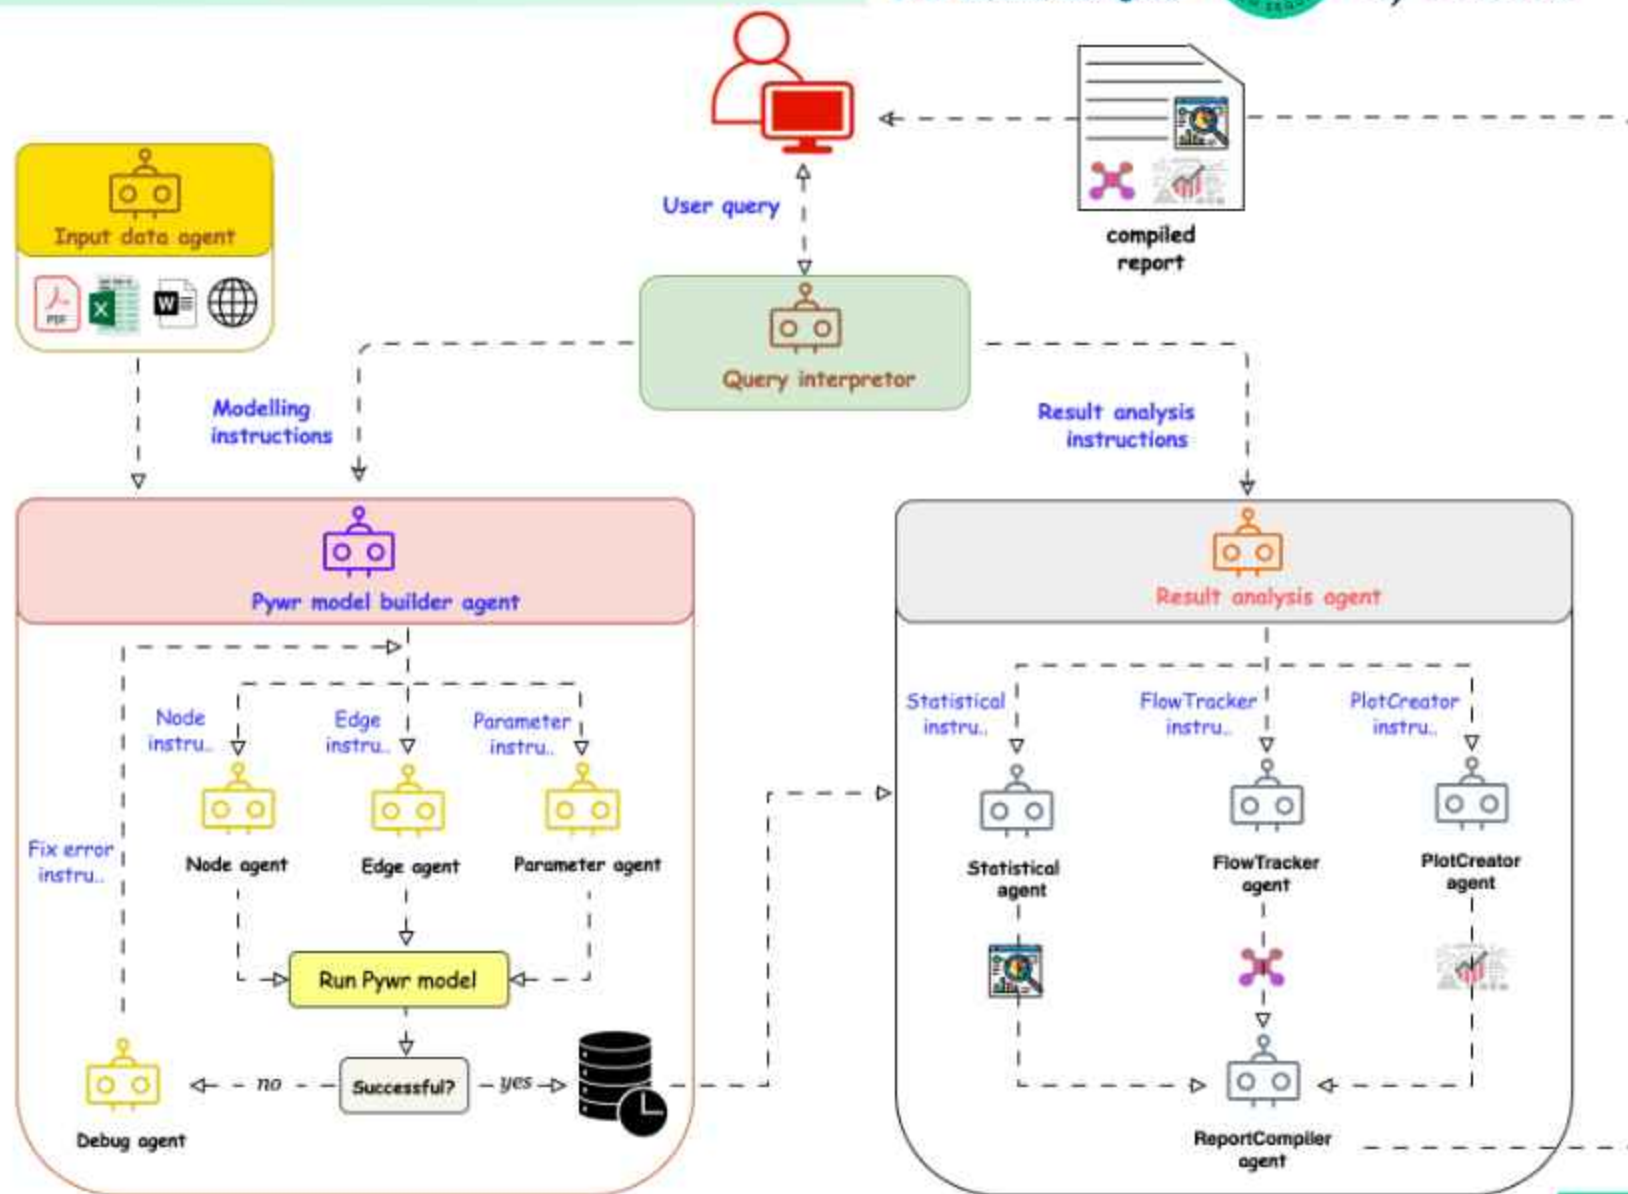 User query
compiled
report
Input data agent
PDF
X
W
Query interpretor
Modelling
instructions
Result analysis
instructions
Pywr model builder agent
Result analysis agent
Node
instru..
Edge
instru..
Parameter
instru..
Statistical
instru..
FlowTracker
instru..
PlotCreator
instru..
Fix error
instru..
Node agent
Edge agent
Parameter agent
Statistical
agent
FlowTracker
agent
PlotCreator
agent
Run Pywr model
Successful?
no
yes
Debug agent
ReportCompiler
agent